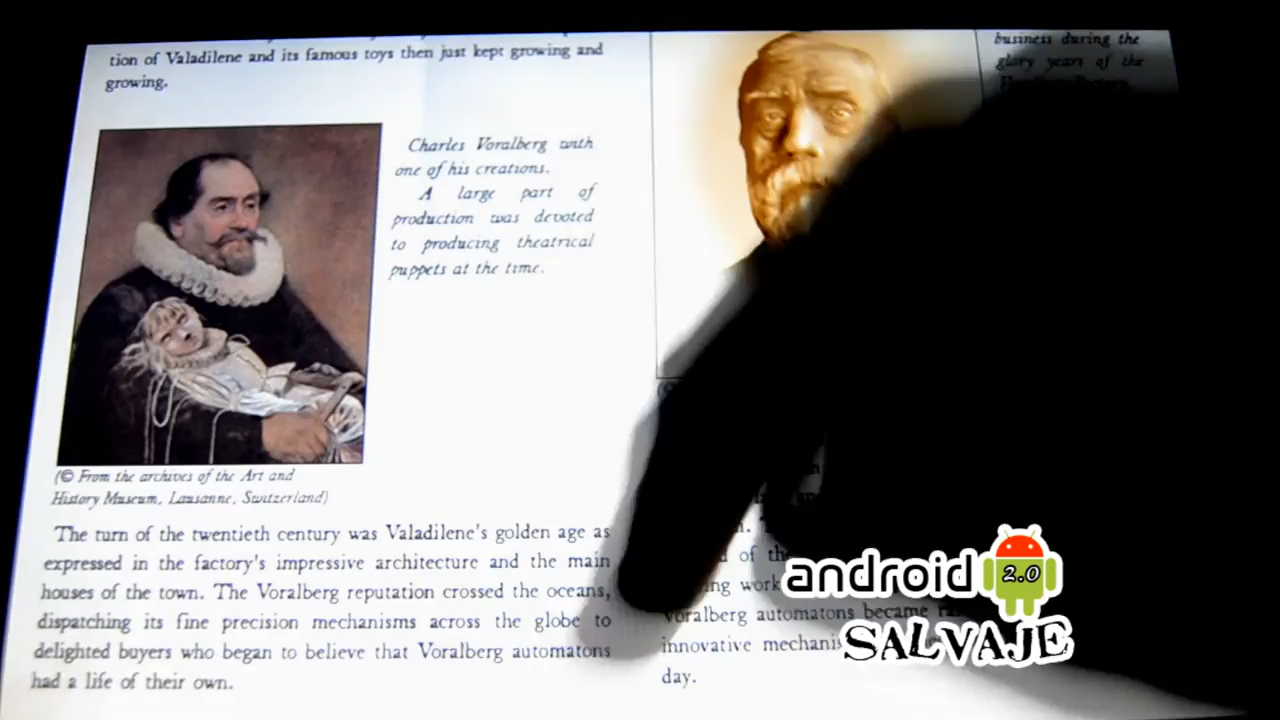 tion of Valadilene and its famous toys then just kept growing and
growing.
Charles Voralberg with
one of his creations.
A large part of
production was devoted
to producing theatrical
puppets at the time.
(© From the archives of the Art and
History Museum, Lausanne, Switzerland)
The turn of the twentieth century was Valadilene's golden age as
expressed in the factory's impressive architecture and the main
houses of the town. The Voralberg reputation crossed the oceans,
dispatching its fine precision mechanisms across the globe to
delighted buyers who began to believe that Voralberg automatons
had a life of their own.
business during the
glory years of the
of the
work
Voralberg automatons became
innovative
day.
android 2.0
SALVAJE